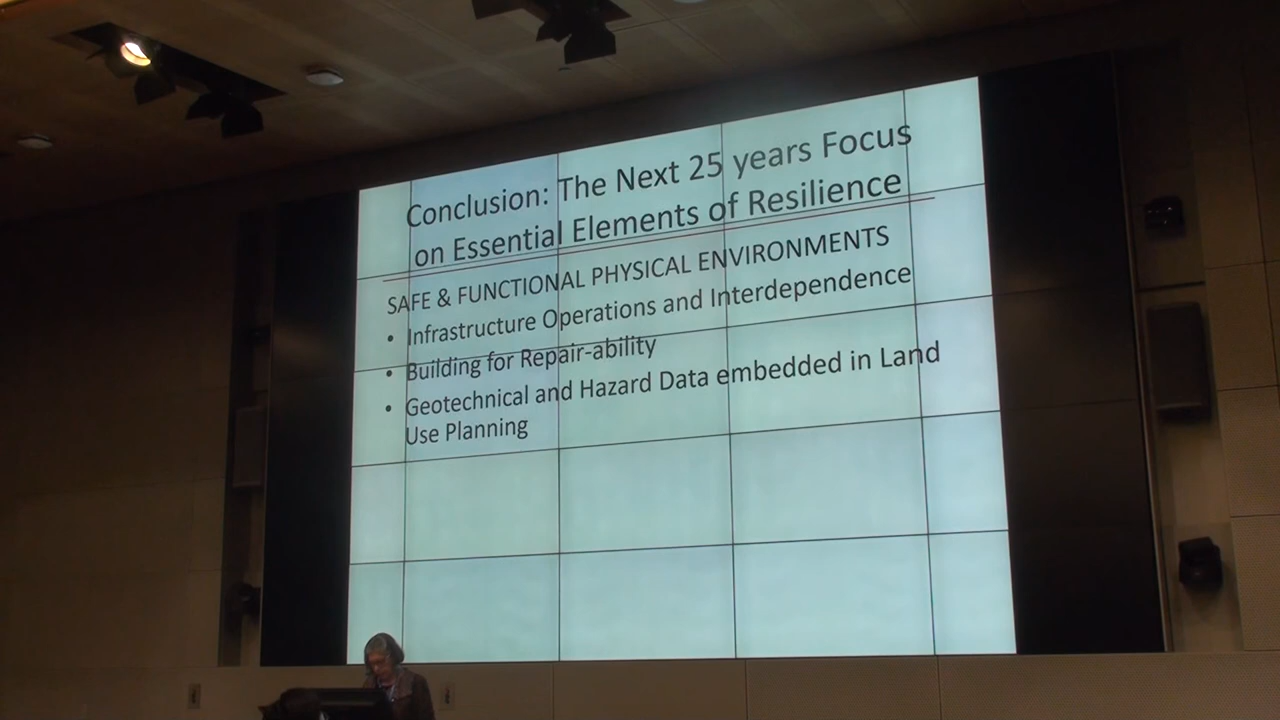 Conclusion: The Next 25 years Focus
on Essential Elements of Resilience
SAFE & FUNCTIONAL PHYSICAL ENVIRONMENTS
• Infrastructure Operations and Interdependence
• Building for Repair-ability
• Geotechnical and Hazard Data embedded in Land
Use Planning